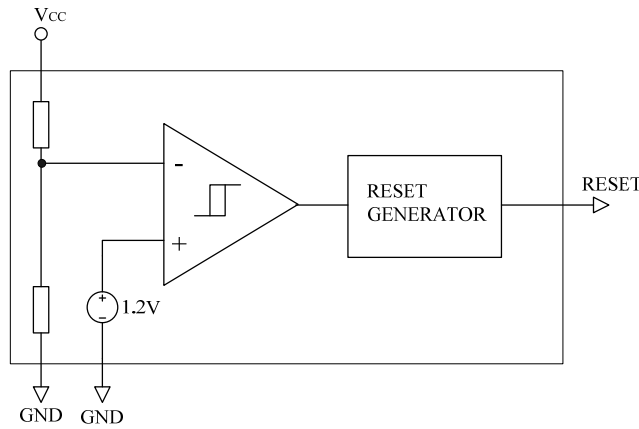 VCC
-
+
RESET
GENERATOR
RESET
+
-
1.2V
GND
GND